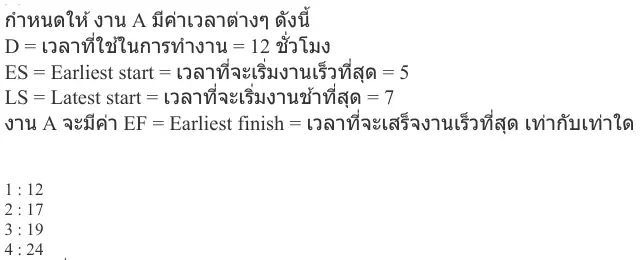 กำหนดให้ งาน A มีค่าเวลาต่างๆ ดังนี้
D = เวลาที่ใช้ในการทำงาน = 12 ชั่วโมง
ES = Earliest start = เวลาที่จะเริ่มงานเร็วที่สุด = 5
LS = Latest start = เวลาที่จะเริ่มงานช้าที่สุด = 7
งาน A จะมีค่า EF = Earliest finish = เวลาที่จะเสร็จงานเร็วที่สุด เท่ากับเท่าใด
1 : 12
2 : 17
3 : 19
4 : 24